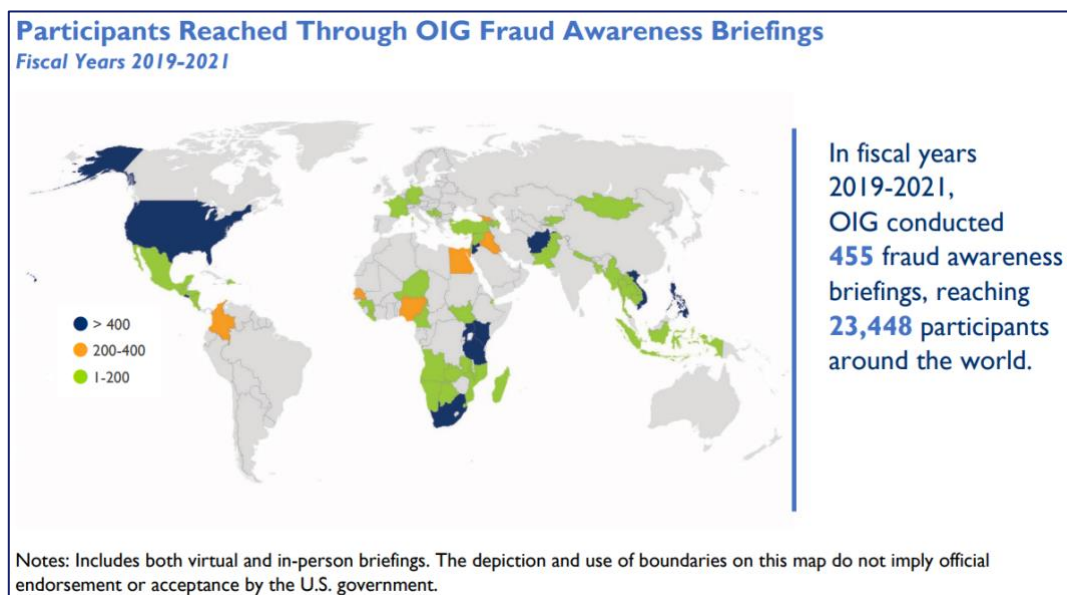 Participants Reached Through OIG Fraud Awareness Briefings
Fiscal Years 2019-2021
> 400
200-400
1-200
In fiscal years
2019-2021,
OIG conducted
455 fraud awareness
briefings, reaching
23,448 participants
around the world.
Notes: Includes both virtual and in-person briefings. The depiction and use of boundaries on this map do not imply official
endorsement or acceptance by the U.S. government.